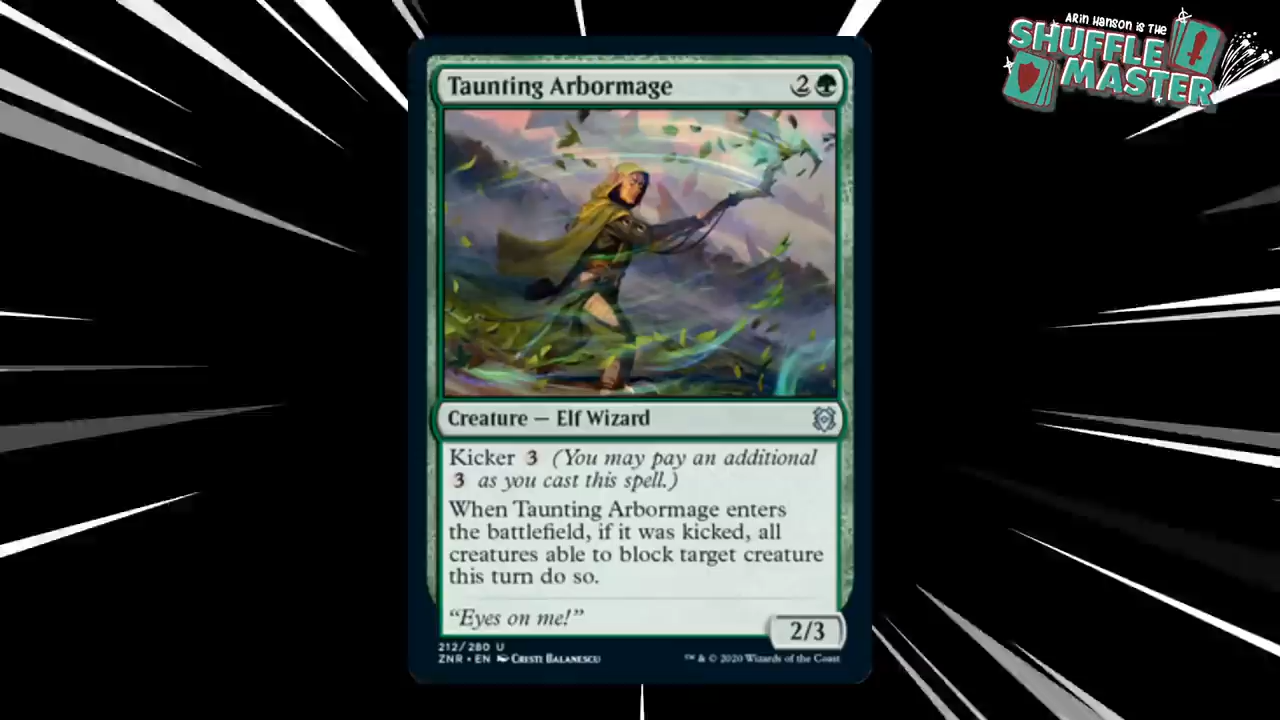 ARIN HANSON IS THE
SHUFFLE
MASTER
Taunting Arbormage 2
Creature — Elf Wizard
Kicker 3 (You may pay an additional
3 as you cast this spell.)
When Taunting Arbormage enters
the battlefield, if it was kicked, all
creatures able to block target creature
this turn do so.
“Eyes on me!”
2/3
212/280 U
ZNR • EN CRISTI BALANESCU
™ & © 2020 Wizards of the Coast